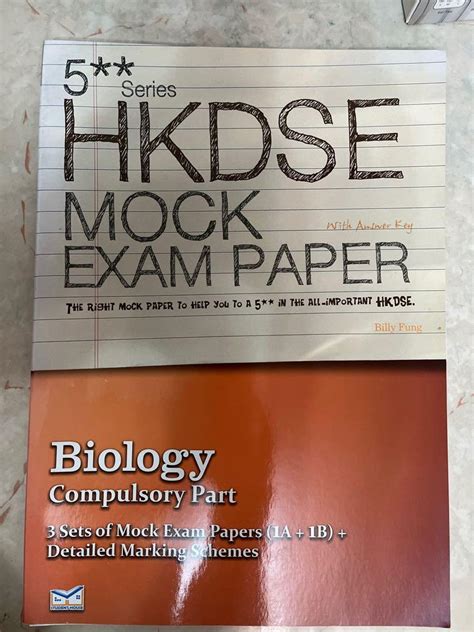 5** Series
HKDSE
MOCK
With Answer Key
EXAM PAPER
THE RIGHT MOCK PAPER TO HELP YOU TO A 5** IN THE ALL-IMPORTANT HKDSE.
Billy Fung
Biology
Compulsory Part
3 Sets of Mock Exam Papers (1A + 1B) +
Detailed Marking Schemes